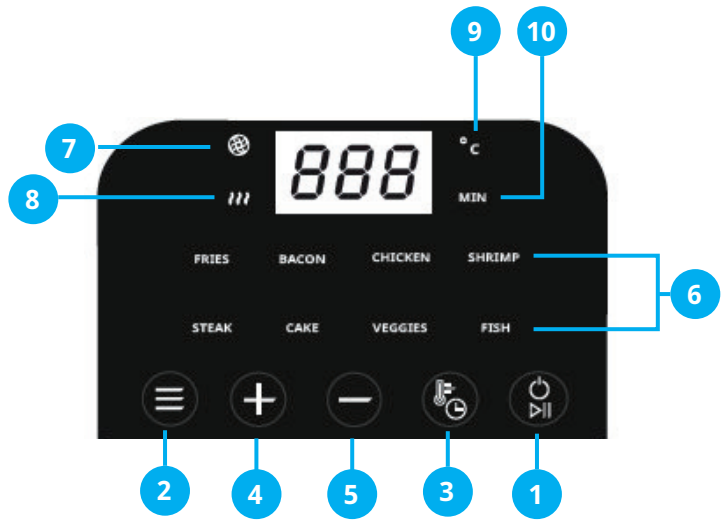 9 10
7 888 °C
8 MIN
FRIES BACON CHICKEN SHRIMP
6
STEAK CAKE VEGGIES FISH
2 4 5 3 1